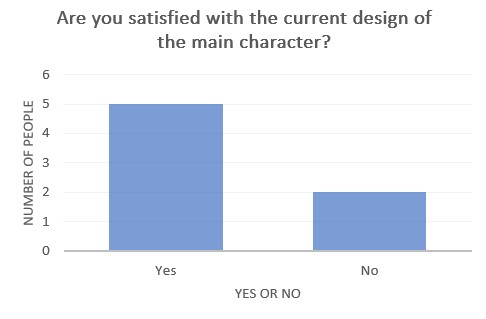 Are you satisfied with the current design of
the main character?
6
5
4
3
2
1
0
NUMBER OF PEOPLE
Yes
No
YES OR NO